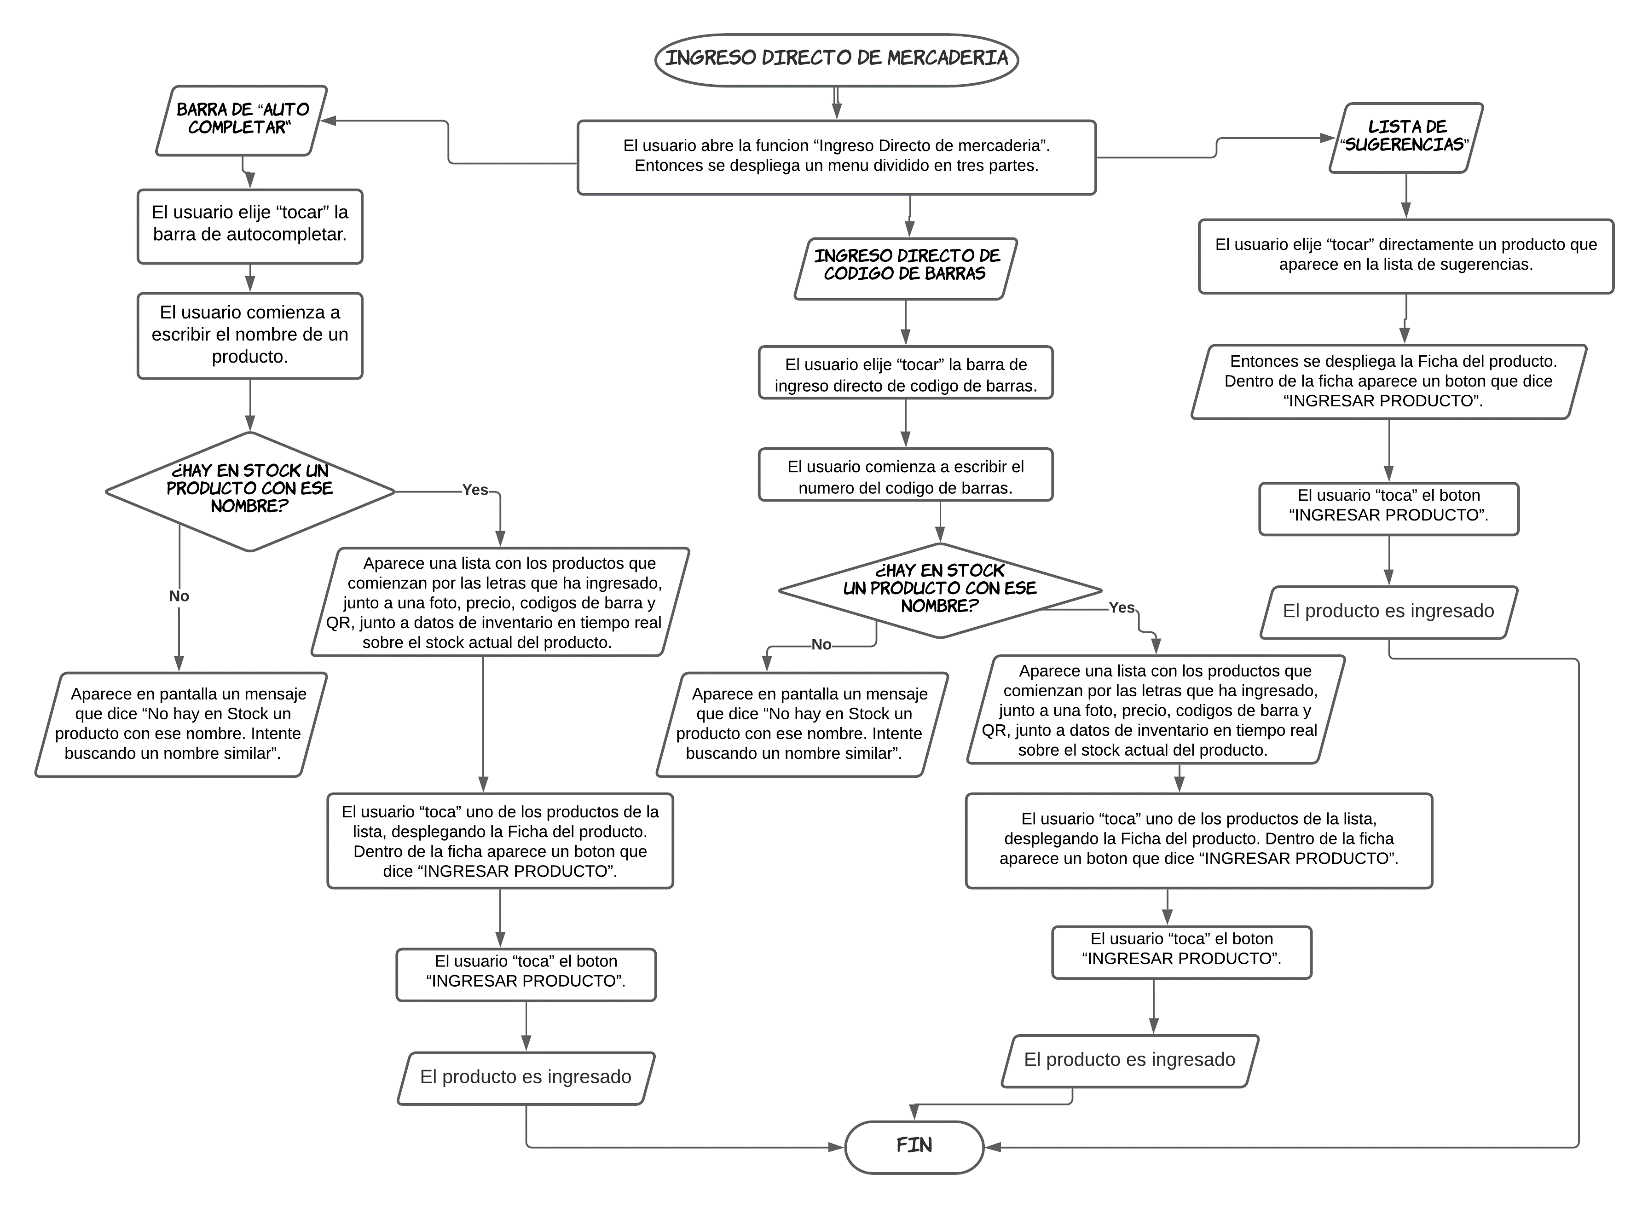 INGRESO DIRECTO DE MERCADERIA
El usuario abre la funcion “Ingreso Directo de mercaderia”.
Entonces se despliega un menu dividido en tres partes.
BARRA DE “AUTO
COMPLETAR“
El usuario elije “tocar” la
barra de autocompletar.
El usuario comienza a
escribir el nombre de un
producto.
¿HAY EN STOCK UN
PRODUCTO CON ESE
NOMBRE?
Yes
No
Aparece en pantalla un mensaje
que dice “No hay en Stock un
producto con ese nombre. Intente
buscando un nombre similar”.
Aparece una lista con los productos que
comienzan por las letras que ha ingresado,
junto a una foto, precio, codigos de barra y
QR, junto a datos de inventario en tiempo real
sobre el stock actual del producto.
El usuario “toca” uno de los productos de la
lista, desplegando la Ficha del producto.
Dentro de la ficha aparece un boton que
dice “INGRESAR PRODUCTO”.
El usuario “toca” el boton
“INGRESAR PRODUCTO”.
El producto es ingresado
INGRESO DIRECTO DE
CODIGO DE BARRAS
El usuario elije “tocar” la barra de
ingreso directo de codigo de barras.
El usuario comienza a escribir el
numero del codigo de barras.
¿HAY EN STOCK
UN PRODUCTO CON ESE
NOMBRE?
Yes
No
Aparece en pantalla un mensaje
que dice “No hay en Stock un
producto con ese nombre. Intente
buscando un nombre similar”.
Aparece una lista con los productos que
comienzan por las letras que ha ingresado,
junto a una foto, precio, codigos de barra y
QR, junto a datos de inventario en tiempo real
sobre el stock actual del producto.
El usuario “toca” uno de los productos de la lista,
desplegando la Ficha del producto. Dentro de la ficha
aparece un boton que dice “INGRESAR PRODUCTO”.
El usuario “toca” el boton
“INGRESAR PRODUCTO”.
El producto es ingresado
LISTA DE
“SUGERENCIAS”
El usuario elije “tocar” directamente un producto que
aparece en la lista de sugerencias.
Entonces se despliega la Ficha del producto.
Dentro de la ficha aparece un boton que dice
“INGRESAR PRODUCTO”.
El usuario “toca” el boton
“INGRESAR PRODUCTO”.
El producto es ingresado
FIN